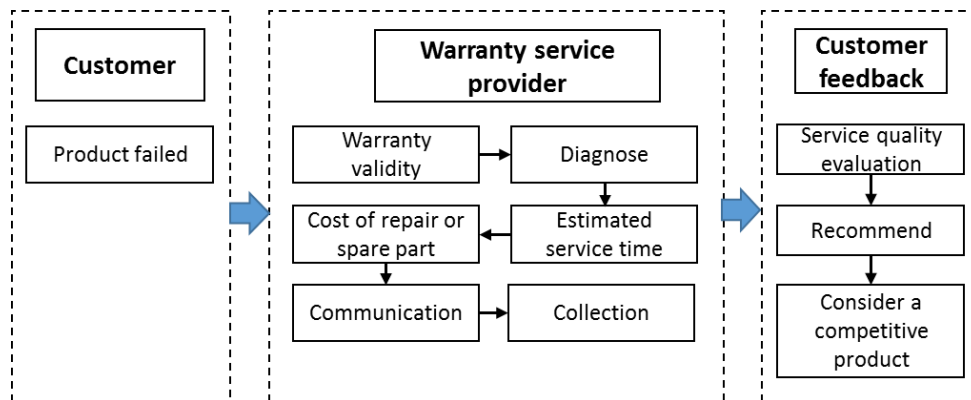 Customer
Product failed
Warranty service
provider
Warranty
validity
Diagnose
Cost of repair or
spare part
Estimated
service time
Communication
Collection
Customer
feedback
Service quality
evaluation
Recommend
Consider a
competitive
product